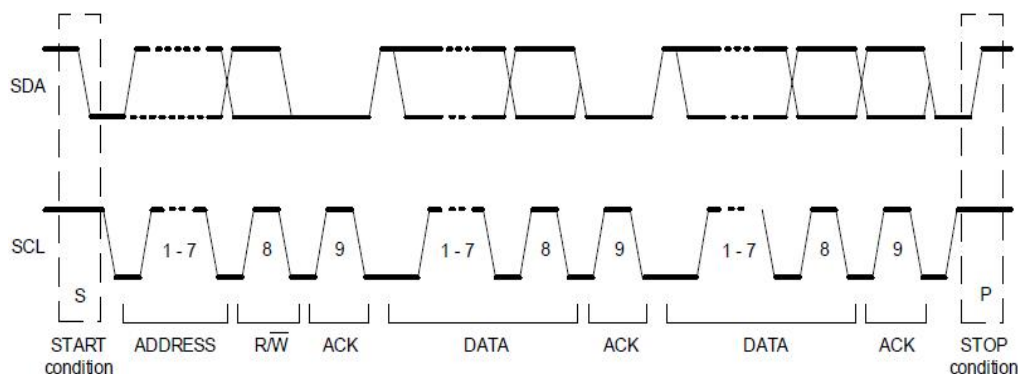 SDA
SCL
1 - 7
8
9
1 - 7
8
9
1 - 7
8
9
S
P
START
condition
ADDRESS
R/W̅
ACK
DATA
ACK
DATA
ACK
STOP
condition